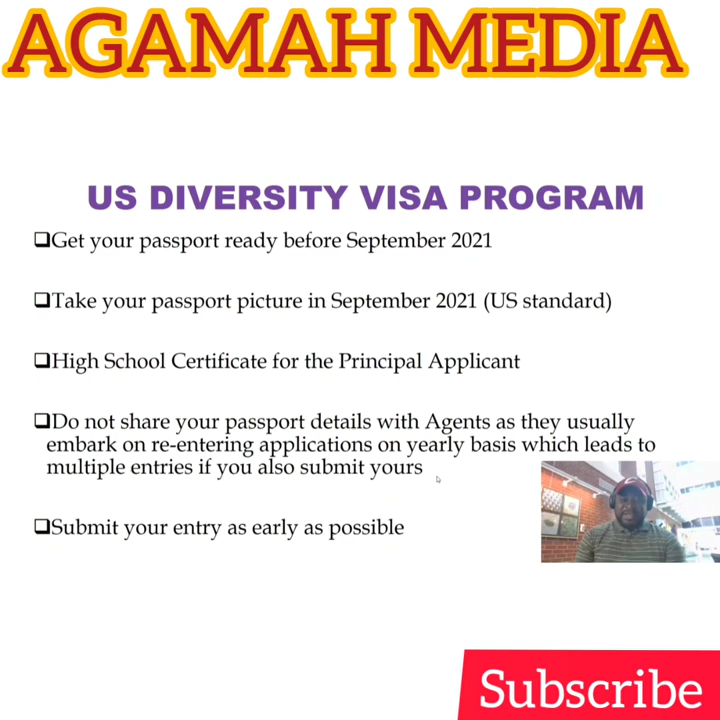 AGAMAH MEDIA
US DIVERSITY VISA PROGRAM
❑Get your passport ready before September 2021
❑Take your passport picture in September 2021 (US standard)
❑High School Certificate for the Principal Applicant
❑Do not share your passport details with Agents as they usually
embark on re-entering applications on yearly basis which leads to
multiple entries if you also submit yours
❑Submit your entry as early as possible
Subscribe